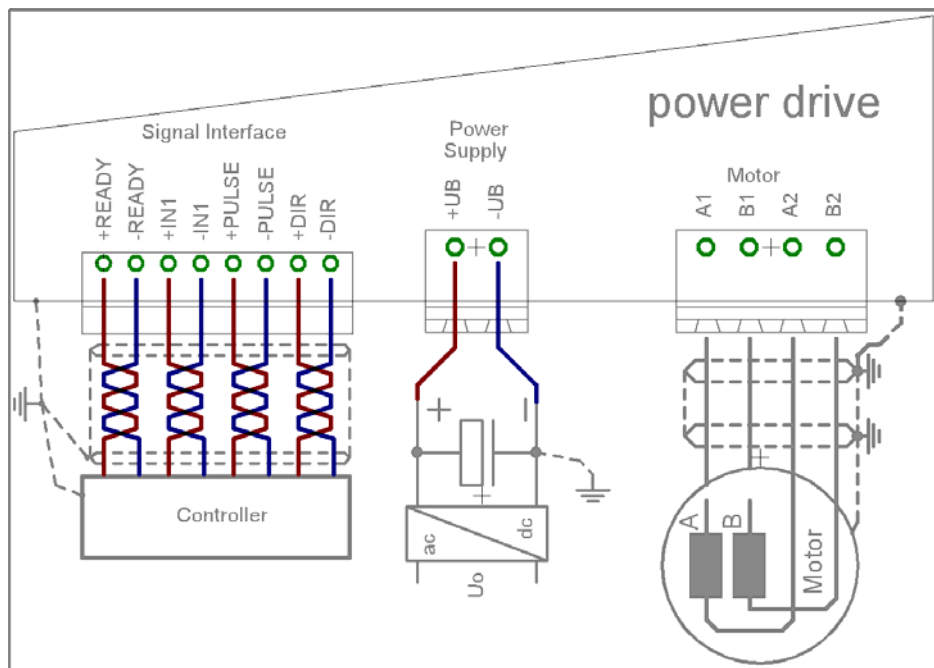 power drive
Signal Interface
+READY
-READY
+IN1
-IN1
+PULSE
-PULSE
+DIR
-DIR
Power
Supply
+UB
-UB
Motor
A1
B1
A2
B2
+
-
Controller
ac
dc
Uo
A
B
Motor